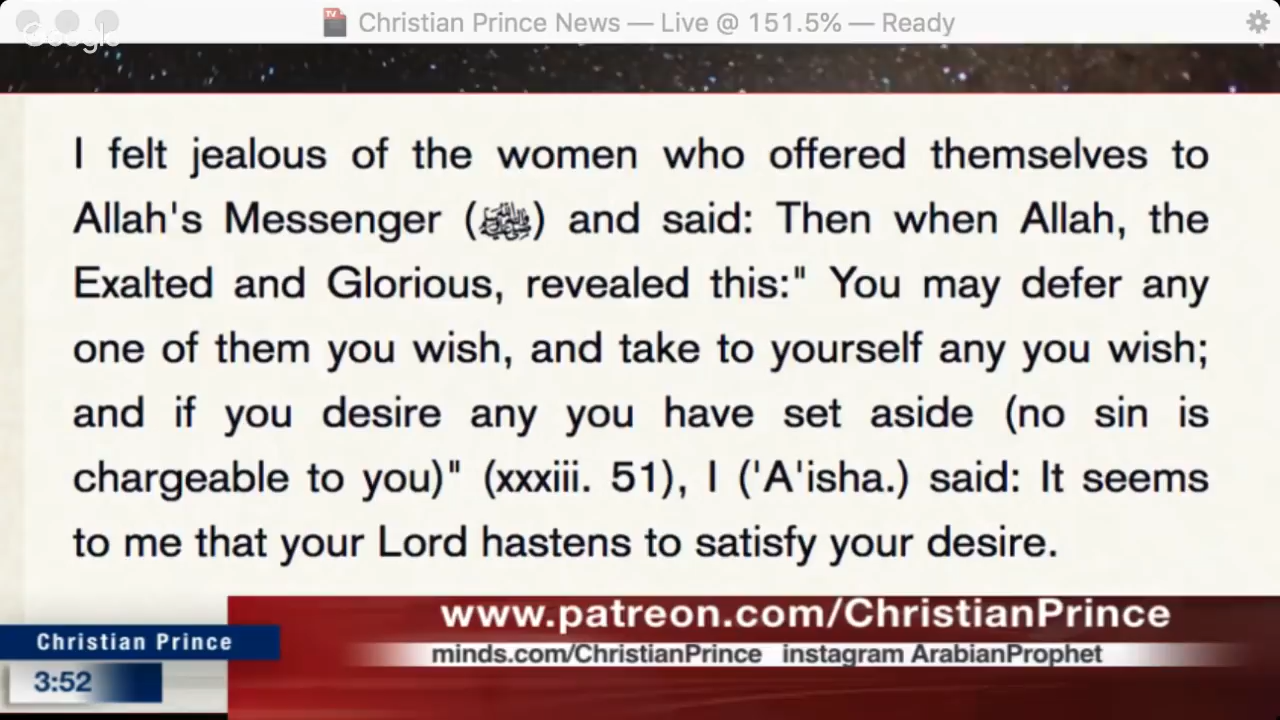 Christian Prince News — Live @ 151.5% — Ready
Google
TV
I felt jealous of the women who offered themselves to
Allah's Messenger (ﷺ) and said: Then when Allah, the
Exalted and Glorious, revealed this:" You may defer any
one of them you wish, and take to yourself any you wish;
and if you desire any you have set aside (no sin is
chargeable to you)" (xxxiii. 51), I ('A'isha.) said: It seems
to me that your Lord hastens to satisfy your desire.
www.patreon.com/ChristianPrince
Christian Prince
minds.com/ChristianPrince instagram ArabianProphet
3:52